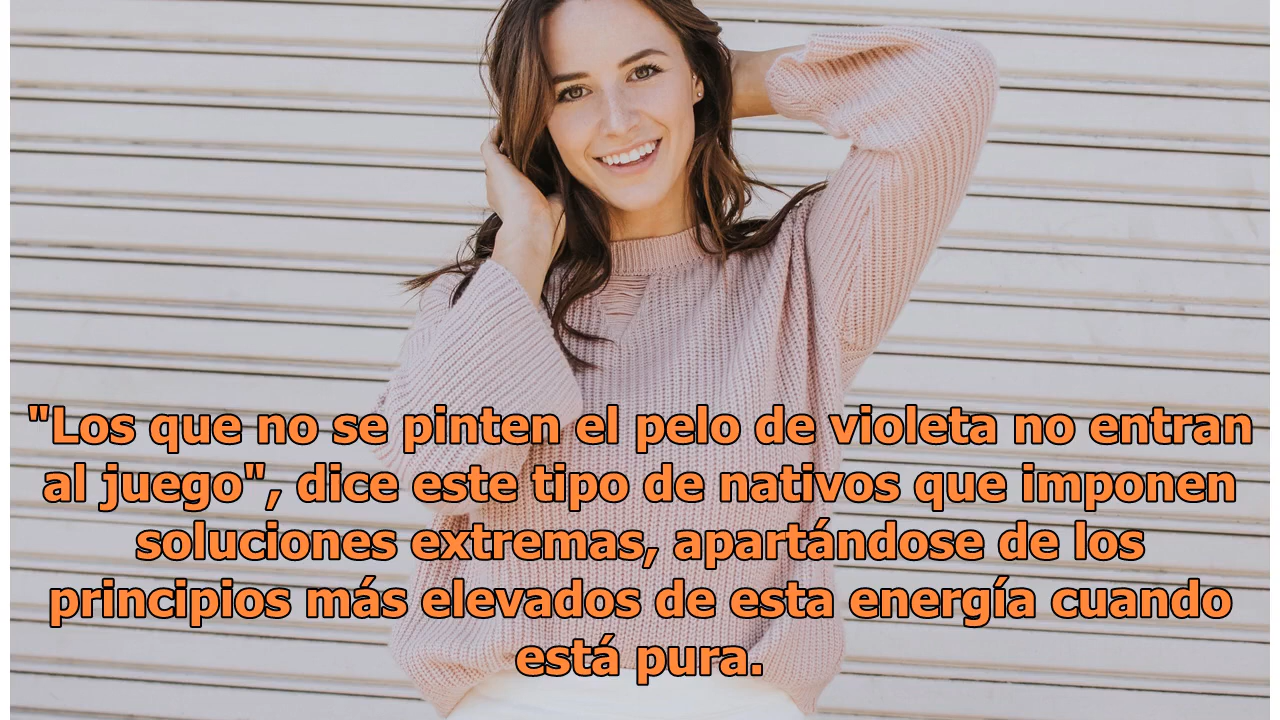 "Los que no se pinten el pelo de violeta no entran
al juego", dice este tipo de nativos que imponen
soluciones extremas, apartándose de los
principios más elevados de esta energía cuando
está pura.